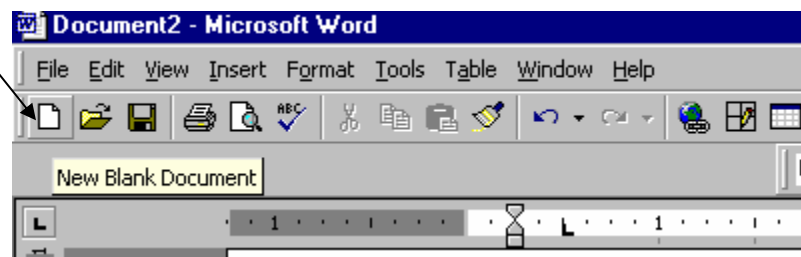 Document2 - Microsoft Word
File Edit View Insert Format Tools Table Window Help
ABC
New Blank Document
1 1